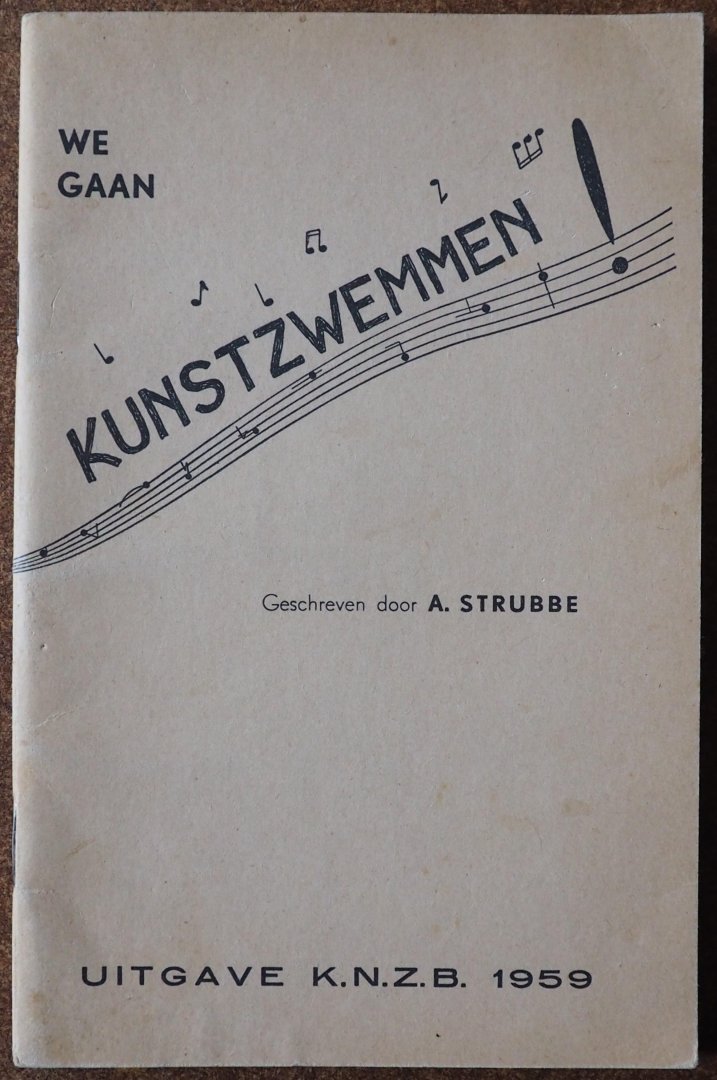 WE
GAAN
KUNSTZWEMMEN!
Geschreven door A. STRUBBE
UITGAVE K.N.Z.B. 1959